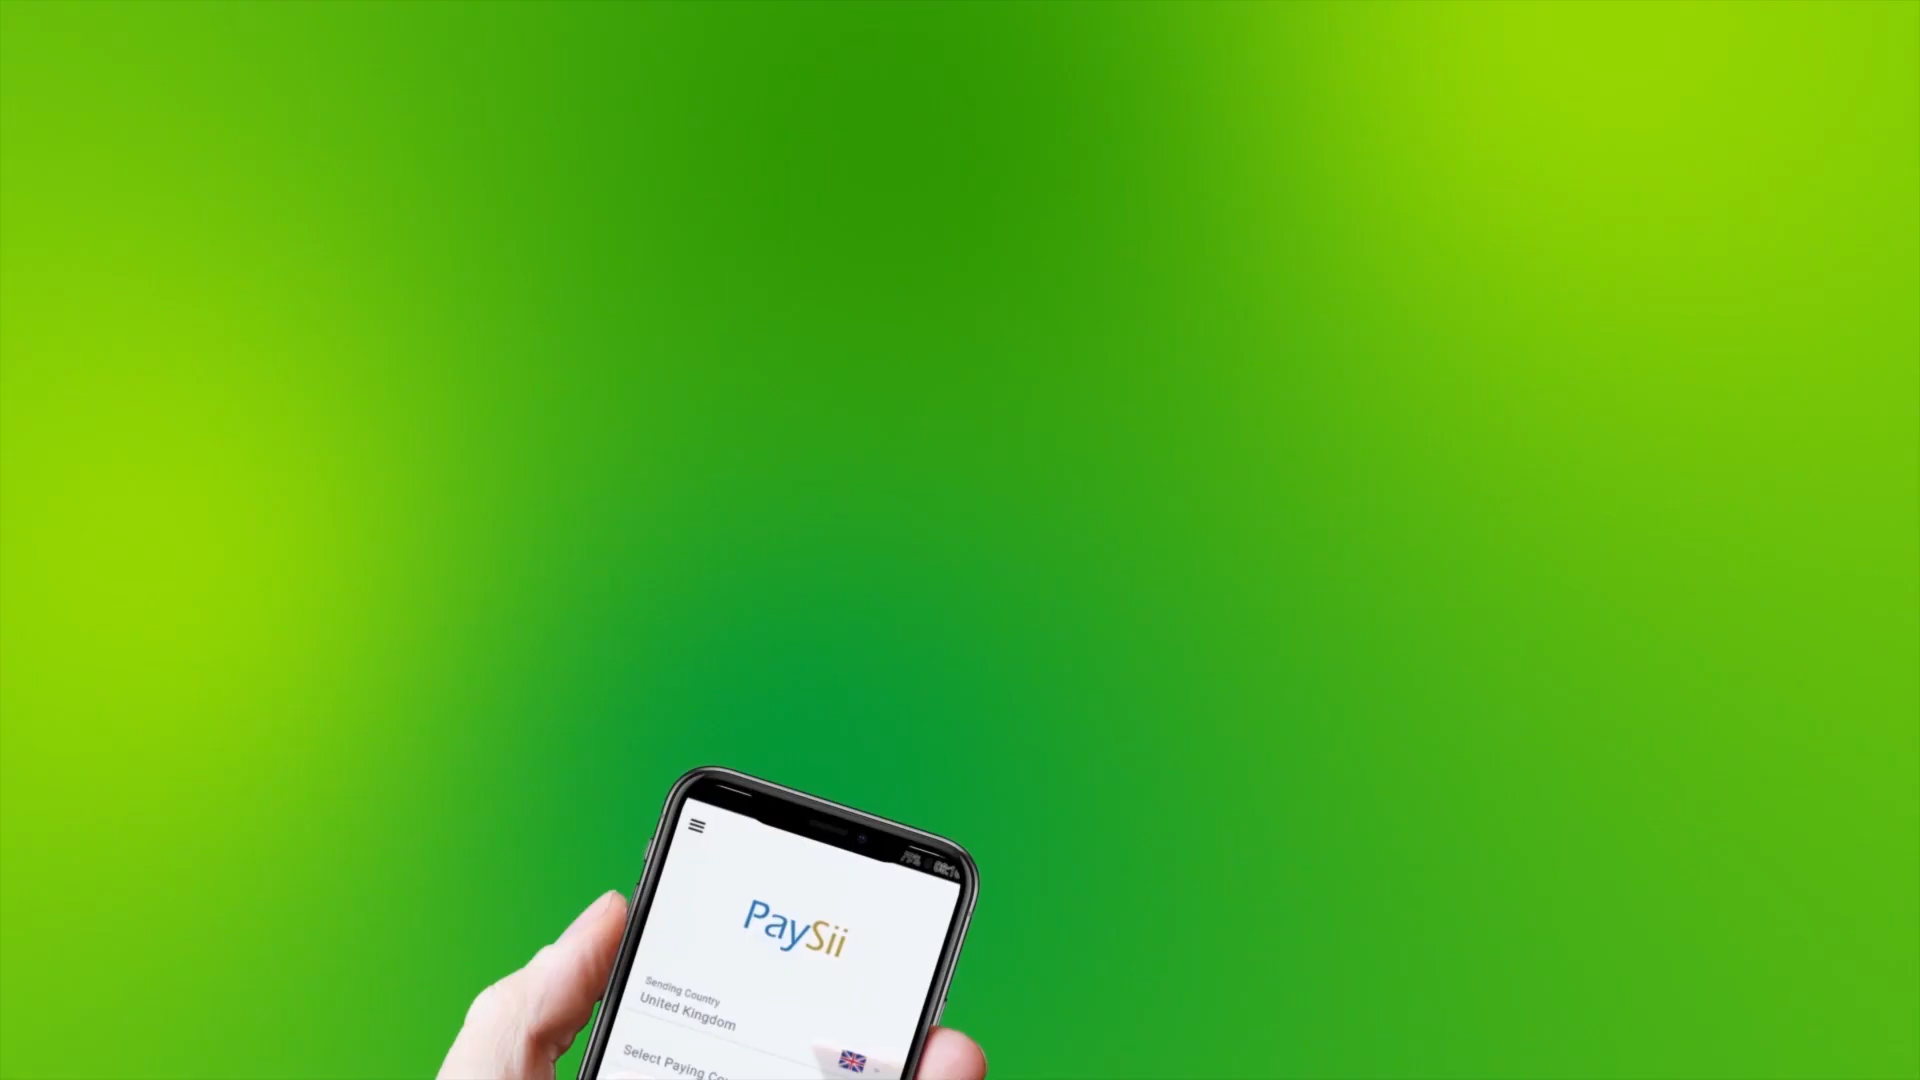 PaySii
Sending Country
United Kingdom
Select Paying